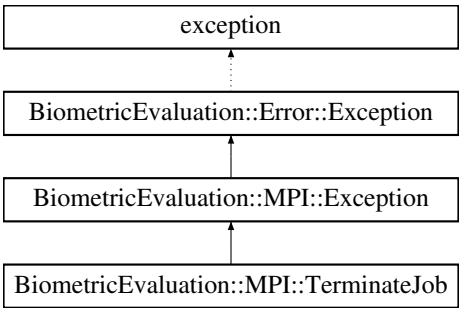 exception
BiometricEvaluation::Error::Exception
BiometricEvaluation::MPI::Exception
BiometricEvaluation::MPI::TerminateJob